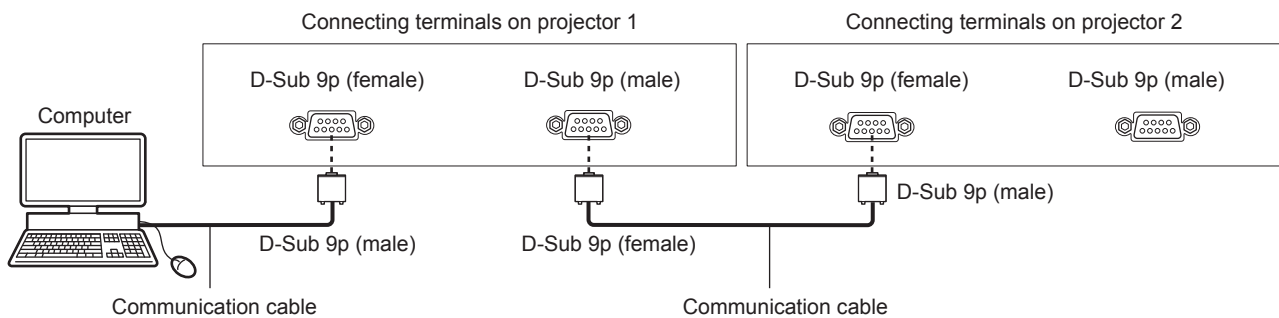 Connecting terminals on projector 1
Connecting terminals on projector 2
D-Sub 9p (female)
D-Sub 9p (male)
D-Sub 9p (female)
D-Sub 9p (male)
Computer
D-Sub 9p (male)
D-Sub 9p (male)
D-Sub 9p (female)
Communication cable
Communication cable